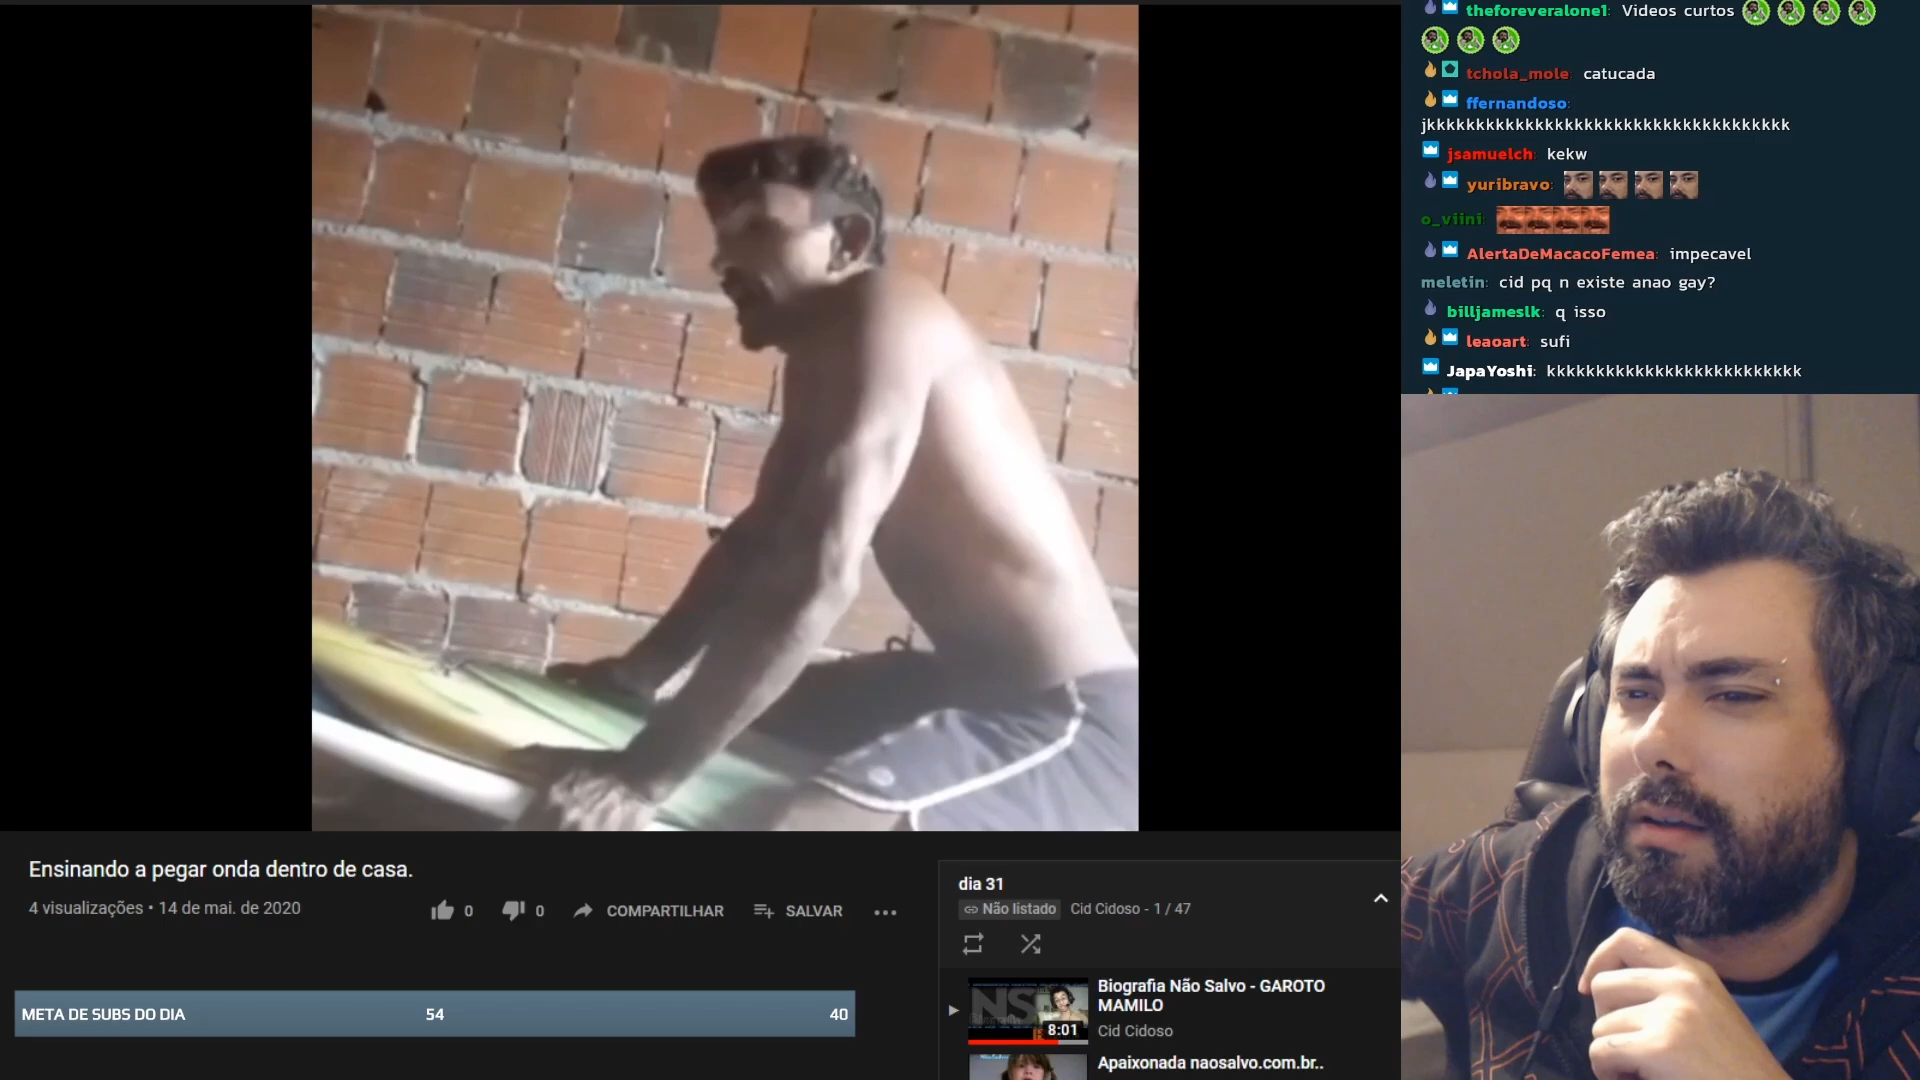 theforeveralone1: Videos curtos
tchola_mole: catucada
ffernandoso:
jkkkkkkkkkkkkkkkkkkkkkkkkkkkkkkkkkkkk
jsamuelch: kekw
yuribravo:
o_viini:
AlertaDeMacacoFemea: impecavel
meletin: cid pq n existe anao gay?
billjameslk: q isso
leaoart: sufi
JapaYoshi: kkkkkkkkkkkkkkkkkkkkkkkkkk
Ensinando a pegar onda dentro de casa.
4 visualizações • 14 de mai. de 2020
0
0
COMPARTILHAR
SALVAR
META DE SUBS DO DIA 54 40
dia 31
Não listado Cid Cidoso - 1 / 47
NS
8:01
Biografia Não Salvo - GAROTO
MAMILO
Cid Cidoso
Apaixonada naosalvo.com.br..